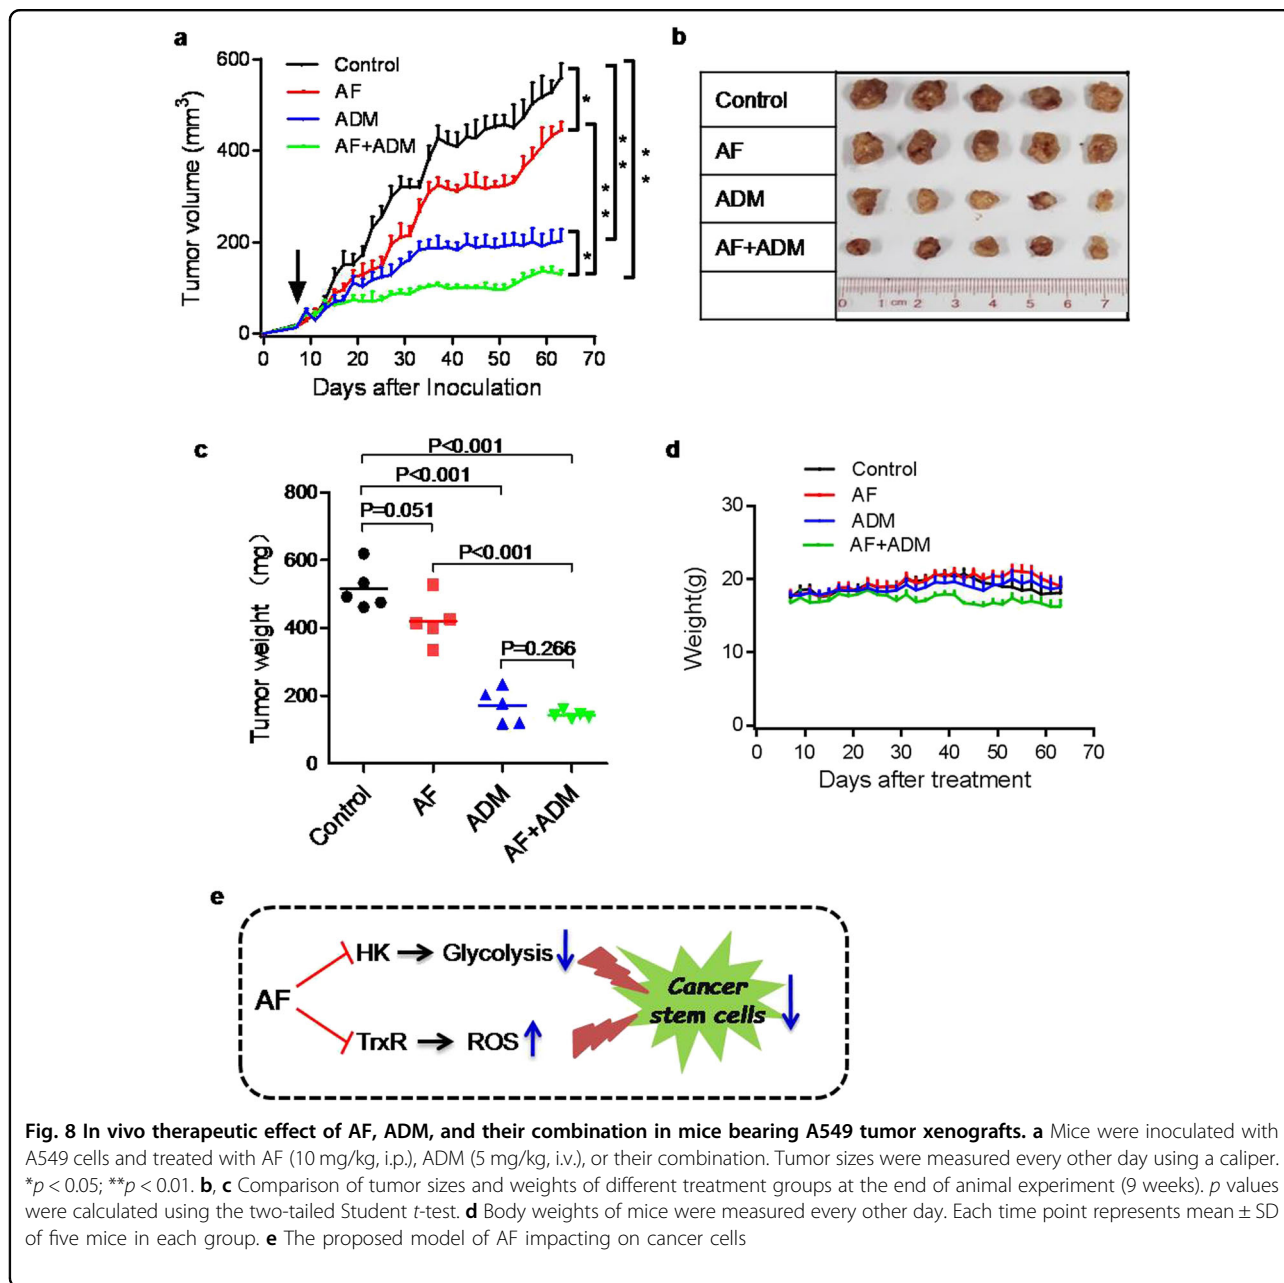 a
600
400
200
0
Tumor volume (mm³)
Control
AF
ADM
AF+ADM
*
* *
* *
* *
*
0 10 20 30 40 50 60 70
Days after Inoculation
b
Control
AF
ADM
AF+ADM
0 1 cm 2 3 4 5 6 7
c
P<0.001
P<0.001
P=0.051
P<0.001
P=0.266
800
600
400
200
0
Tumor weight (mg)
Control AF ADM AF+ADM
d
Control
AF
ADM
AF+ADM
30
20
10
0
Weight(g)
0 10 20 30 40 50 60 70
Days after treatment
e
AF
HK Glycolysis
TrxR ROS
Cancer
stem cells
Fig. 8 In vivo therapeutic effect of AF, ADM, and their combination in mice bearing A549 tumor xenografts. a Mice were inoculated with
A549 cells and treated with AF (10 mg/kg, i.p.), ADM (5 mg/kg, i.v.), or their combination. Tumor sizes were measured every other day using a caliper.
*p < 0.05; **p < 0.01. b, c Comparison of tumor sizes and weights of different treatment groups at the end of animal experiment (9 weeks). p values
were calculated using the two-tailed Student t-test. d Body weights of mice were measured every other day. Each time point represents mean ± SD
of five mice in each group. e The proposed model of AF impacting on cancer cells